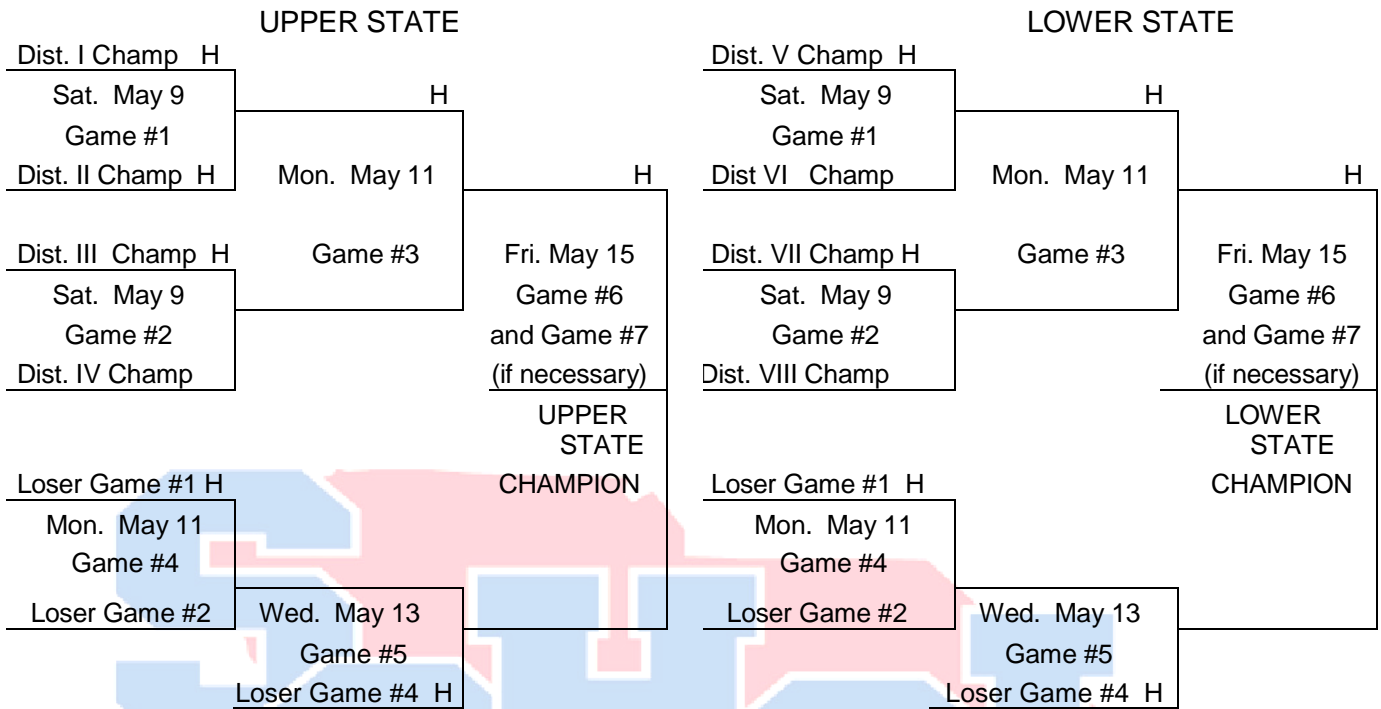 UPPER STATE
Dist. I Champ H
Sat. May 9
H
Game #1
Dist. II Champ H
Mon. May 11
H
Dist. III Champ H
Game #3
Fri. May 15
Sat. May 9
Game #6
Game #2
and Game #7
Dist. IV Champ
(if necessary)
UPPER
STATE
CHAMPION
Loser Game #1 H
Mon. May 11
Game #4
Loser Game #2
Wed. May 13
Game #5
Loser Game #4 H
LOWER STATE
Dist. V Champ H
Sat. May 9
H
Game #1
Dist VI Champ
Mon. May 11
H
Dist. VII Champ H
Game #3
Fri. May 15
Sat. May 9
Game #6
Game #2
and Game #7
Dist. VIII Champ
(if necessary)
LOWER
STATE
CHAMPION
Loser Game #1 H
Mon. May 11
Game #4
Loser Game #2
Wed. May 13
Game #5
Loser Game #4 H